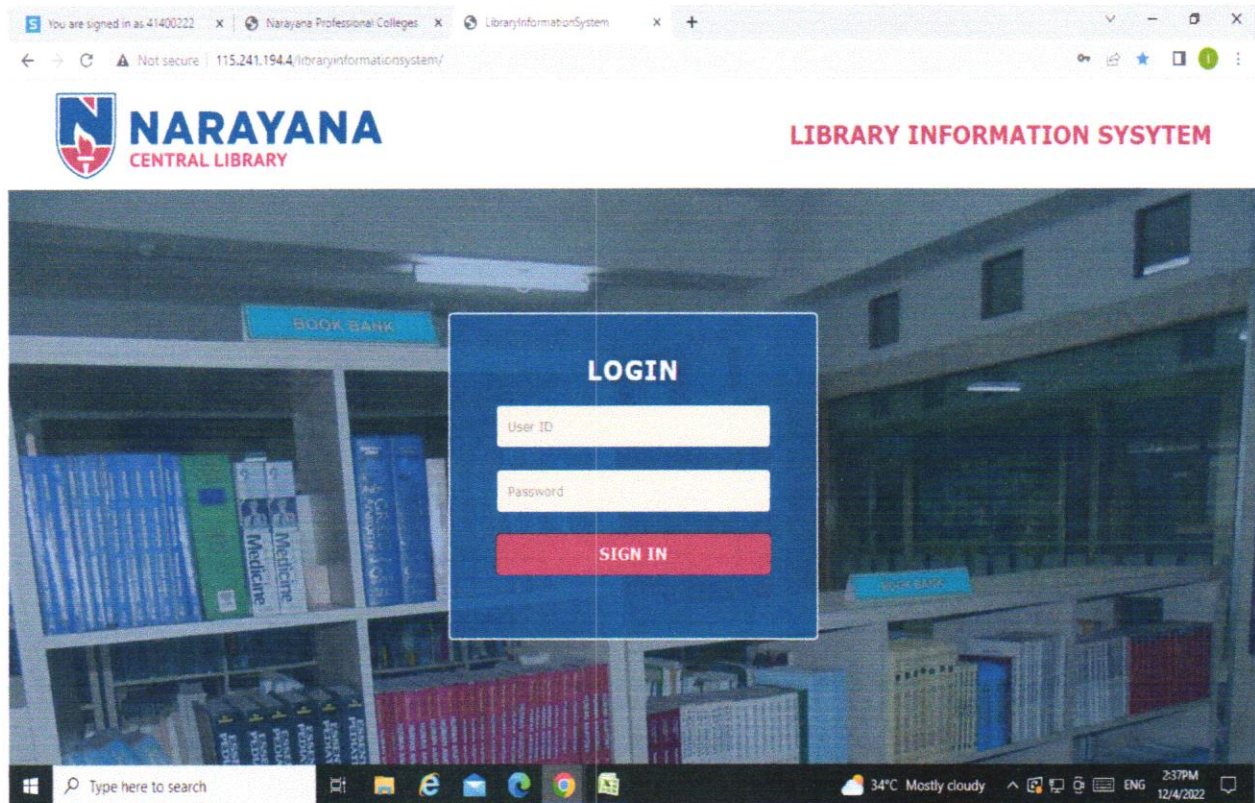 You are signed in as 41400222
Narayana Professional Colleges
LibraryInformationSystem
Not secure
115.241.194.4/libraryinformationsystem/
NARAYANA
CENTRAL LIBRARY
LIBRARY INFORMATION SYSYTEM
BOOK BANK
LOGIN
User ID
Password
SIGN IN
Medicine
Medicine
BOOK BANK
Type here to search
34°C Mostly cloudy
ENG
2:37PM
12/4/2022